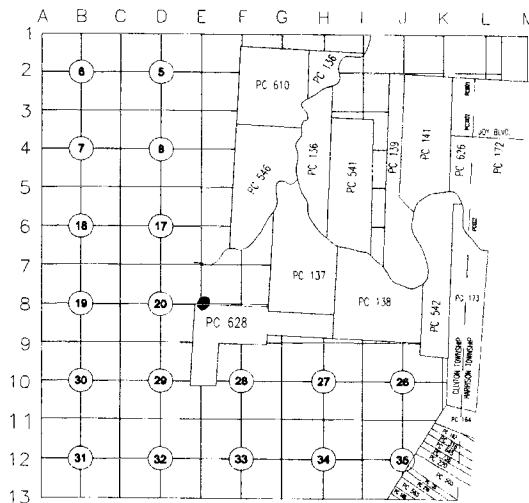 A B C D E F G H I J K L M
1
2 6 5 PC 610 PC 156
3
4 7 8 PC 546 PC 156 PC 541 PC 139 PC 141 PC 626 JOY BLVD. PC 172
5
6 18 17
7 PC 137
8 19 20 PC 628 PC 138 PC 542 PC 173
9 CLINTON TOWNSHIP HARRISON TOWNSHIP
10 30 29 28 27 26
11 PC 164
12 31 32 33 34 35
13